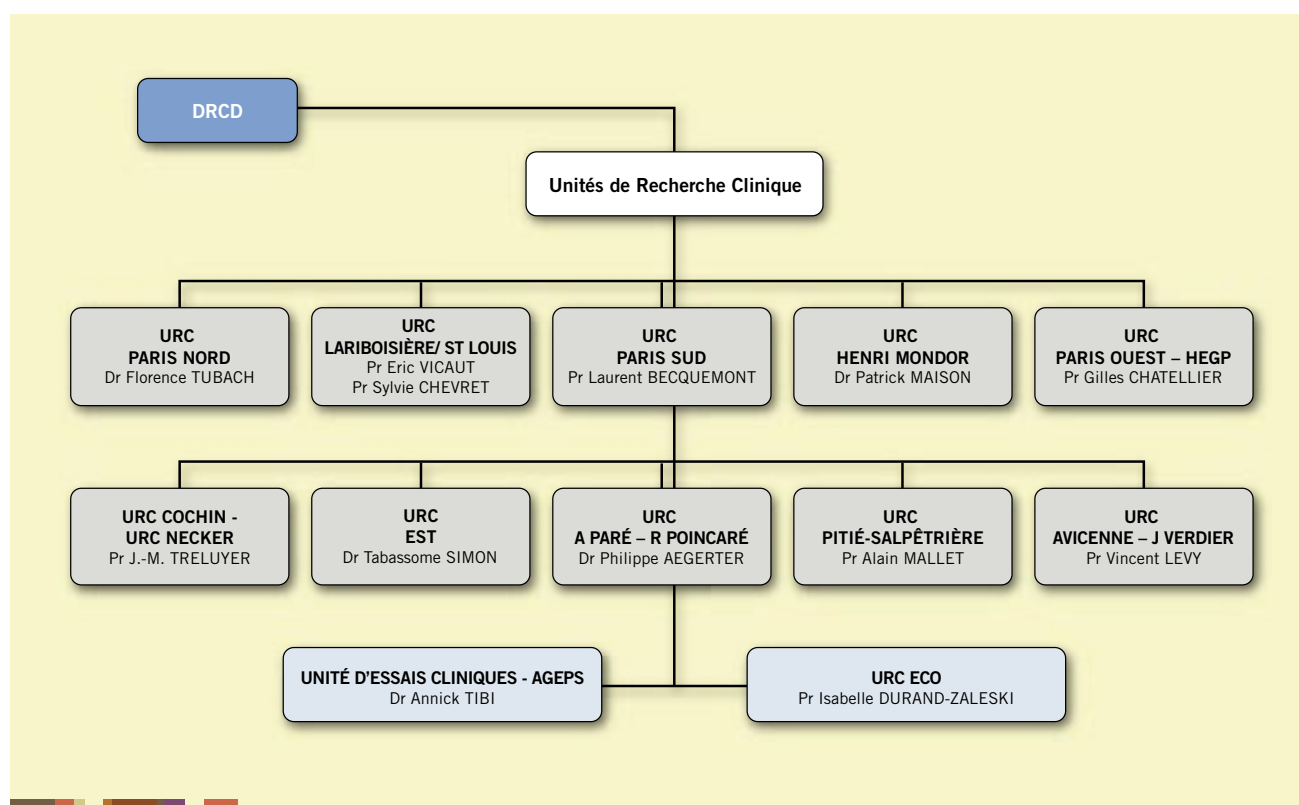 DRCD
Unités de Recherche Clinique
URC
PARIS NORD
Dr Florence TUBACH
URC
LARIBOISIÈRE/ ST LOUIS
Pr Eric VICAUT
Pr Sylvie CHEVRET
URC
PARIS SUD
Pr Laurent BECQUEMONT
URC
HENRI MONDOR
Dr Patrick MAISON
URC
PARIS OUEST – HEGP
Pr Gilles CHATELLIER
URC COCHIN -
URC NECKER
Pr J.-M. TRELUYER
URC
EST
Dr Tabassome SIMON
URC
A PARÉ – R POINCARÉ
Dr Philippe AEGERTER
URC
PITIÉ-SALPÊTRIÈRE
Pr Alain MALLET
URC
AVICENNE – J VERDIER
Pr Vincent LEVY
UNITÉ D'ESSAIS CLINIQUES - AGEPS
Dr Annick TIBI
URC ECO
Pr Isabelle DURAND-ZALESKI